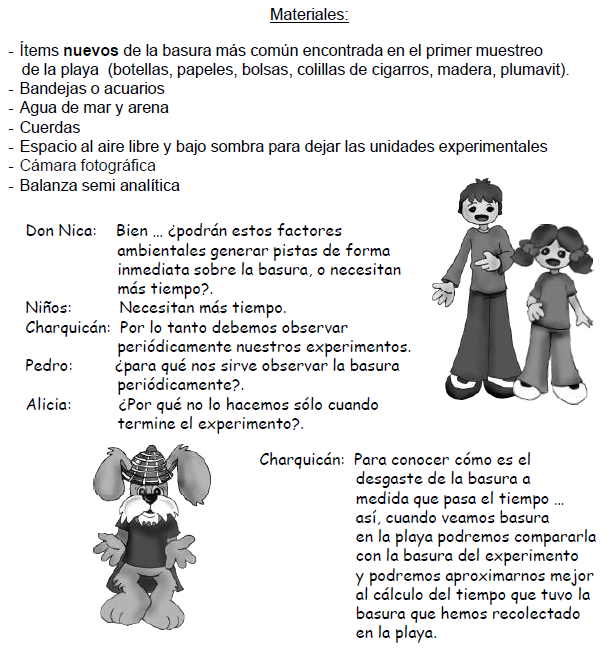 Materiales:
- Ítems nuevos de la basura más común encontrada en el primer muestreo
de la playa (botellas, papeles, bolsas, colillas de cigarros, madera, plumavit).
- Bandejas o acuarios
- Agua de mar y arena
- Cuerdas
- Espacio al aire libre y bajo sombra para dejar las unidades experimentales
- Cámara fotográfica
- Balanza semi analítica
Don Nica: Bien ... ¿podrán estos factores
ambientales generar pistas de forma
inmediata sobre la basura, o necesitan
más tiempo?.
Niños: Necesitan más tiempo.
Charquicán: Por lo tanto debemos observar
periódicamente nuestros experimentos.
Pedro: ¿para qué nos sirve observar la basura
periódicamente?.
Alicia: ¿Por qué no lo hacemos sólo cuando
termine el experimento?.
Charquicán: Para conocer cómo es el
desgaste de la basura a
medida que pasa el tiempo ...
así, cuando veamos basura
en la playa podremos compararla
con la basura del experimento
y podremos aproximarnos mejor
al cálculo del tiempo que tuvo la
basura que hemos recolectado
en la playa.